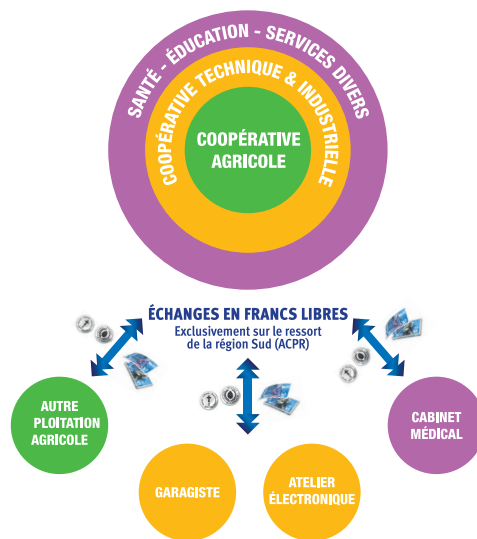 SANTÉ - ÉDUCATION - SERVICES DIVERS
COOPÉRATIVE TECHNIQUE & INDUSTRIELLE
COOPÉRATIVE
AGRICOLE
ÉCHANGES EN FRANCS LIBRES
Exclusivement sur le ressort
de la région Sud (ACPR)
AUTRE
PLOITATION
AGRICOLE
CABINET
MÉDICAL
GARAGISTE
ATELIER
ÉLECTRONIQUE